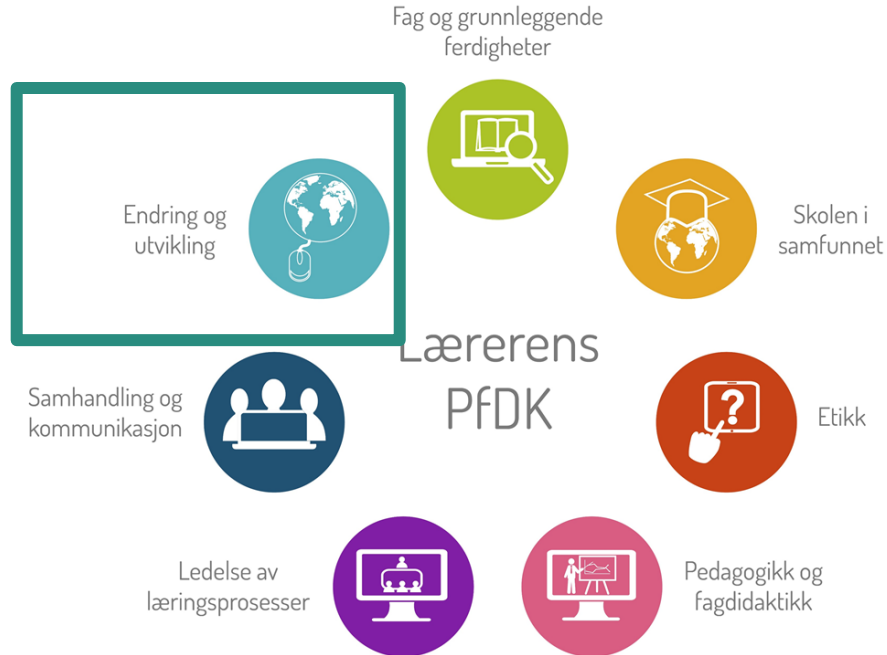 Fag og grunnleggende
ferdigheter
Endring og
utvikling
Skolen i
samfunnet
Lærerens
PfDK
Samhandling og
kommunikasjon
?
Etikk
Ledelse av
læringsprosesser
Pedagogikk og
fagdidaktikk